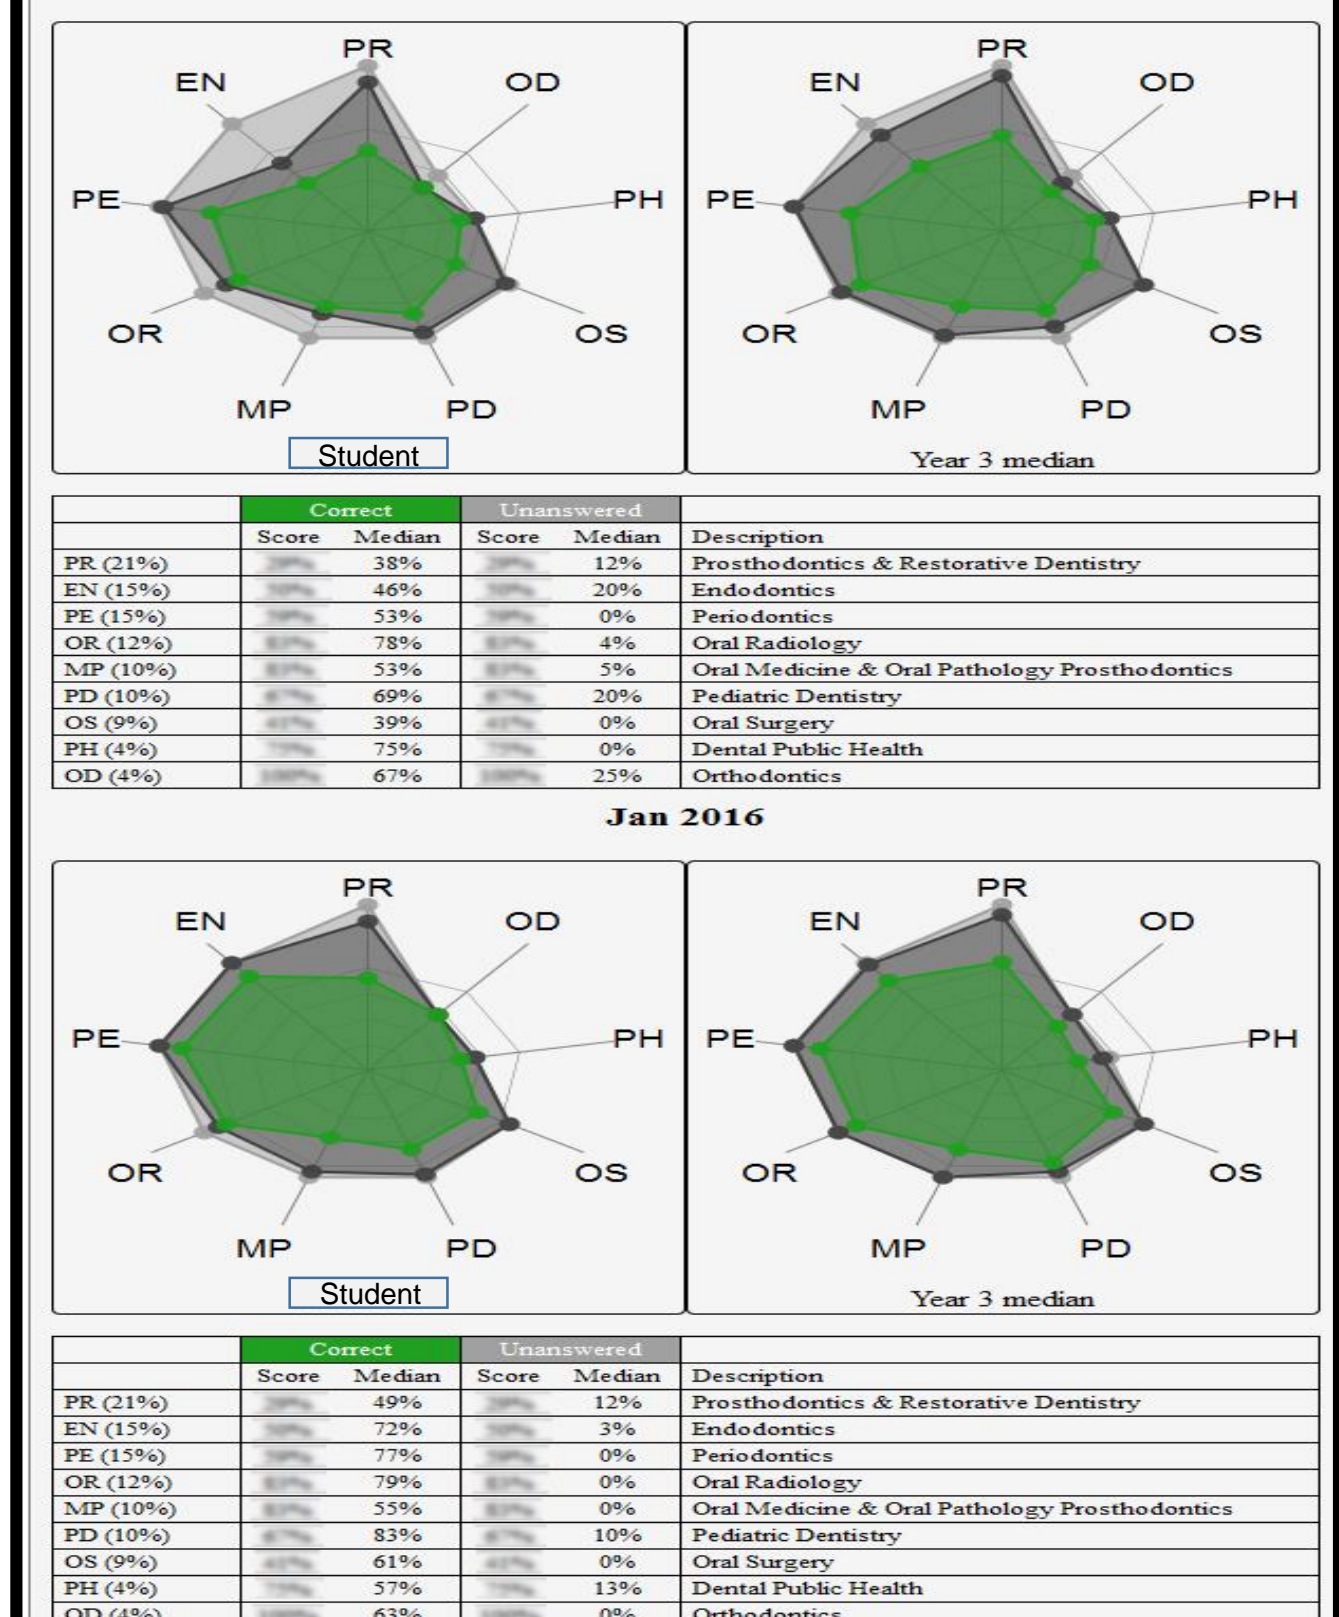 PR
EN OD
PE PH
OR OS
MP PD
Student
PR
EN OD
PE PH
OR OS
MP PD
Year 3 median
Correct Unanswered
Score Median Score Median Description
PR (21%) 38% 12% Prosthodontics & Restorative Dentistry
EN (15%) 46% 20% Endodontics
PE (15%) 53% 0% Periodontics
OR (12%) 78% 4% Oral Radiology
MP (10%) 53% 5% Oral Medicine & Oral Pathology Prosthodontics
PD (10%) 69% 20% Pediatric Dentistry
OS (9%) 39% 0% Oral Surgery
PH (4%) 75% 0% Dental Public Health
OD (4%) 67% 25% Orthodontics
Jan 2016
PR
EN OD
PE PH
OR OS
MP PD
Student
PR
EN OD
PE PH
OR OS
MP PD
Year 3 median
Correct Unanswered
Score Median Score Median Description
PR (21%) 49% 12% Prosthodontics & Restorative Dentistry
EN (15%) 72% 3% Endodontics
PE (15%) 77% 0% Periodontics
OR (12%) 79% 0% Oral Radiology
MP (10%) 55% 0% Oral Medicine & Oral Pathology Prosthodontics
PD (10%) 83% 10% Pediatric Dentistry
OS (9%) 61% 0% Oral Surgery
PH (4%) 57% 13% Dental Public Health
OD (4%) 63% 0% Orthodontics